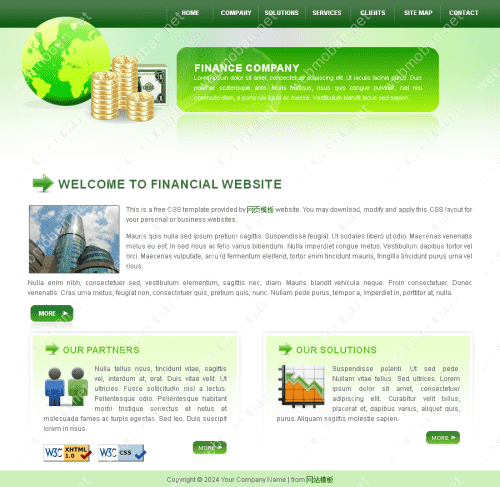 HOME COMPANY SOLUTIONS SERVICES CLIENTS SITE MAP CONTACT
FINANCE COMPANY
Lorem ipsum dolor sit amet, consectetuer adipiscing elit. Ut iaculis lacinia purus. Duis
pulvinar scelerisque ante. Morbi tristique, risus quis congue pulvinar, nisl nisi
commodo diam, a porta nisi ligula ac massa. Vestibulum blandit lacus sed sapien.
WELCOME TO FINANCIAL WEBSITE
This is a free CSS template provided by 网页模板 website. You may download, modify and apply this CSS layout for
your personal or business websites.
Mauris quis nulla sed ipsum pretium sagittis. Suspendisse feugiat. Ut sodales libero ut odio. Maecenas venenatis
metus eu est. In sed risus ac felis varius bibendum. Nulla imperdiet congue metus. Vestibulum dapibus tortor vel
orci. Maecenas vulputate, arcu id fermentum eleifend, tortor enim tincidunt mauris, fringilla tincidunt purus urna vel
risus.
Nulla enim nibh, consectetuer sed, vestibulum elementum, sagittis nec, diam. Mauris blandit vehicula neque. Proin consectetuer. Donec
venenatis. Cras urna metus, feugiat non, consectetuer quis, pretium quis, nunc. Nullam pede purus, tempor a, imperdiet in, porttitor at, nulla.
MORE
OUR PARTNERS
Nulla tellus risus, tincidunt vitae, sagittis
vel, interdum at, erat. Duis vitae velit. Ut
ultricies. Fusce sollicitudin nisl a lectus.
Pellentesque odio. Pellentesque habitant
morbi tristique senectus et netus et
malesuada fames ac turpis egestas. Sed leo. Duis suscipit
lorem in risus.
W3C XHTML 1.0 W3C CSS
MORE
OUR SOLUTIONS
Suspendisse potenti. Ut sed pede.
Nullam vitae tellus. Sed ultrices. Lorem
ipsum dolor sit amet, consectetuer
adipiscing elit. Curabitur velit tellus,
placerat et, dapibus varius, aliquet quis,
purus. Aliquam sagittis molestie sapien.
MORE
Copyright © 2024 Your Company Name | from 网站模板